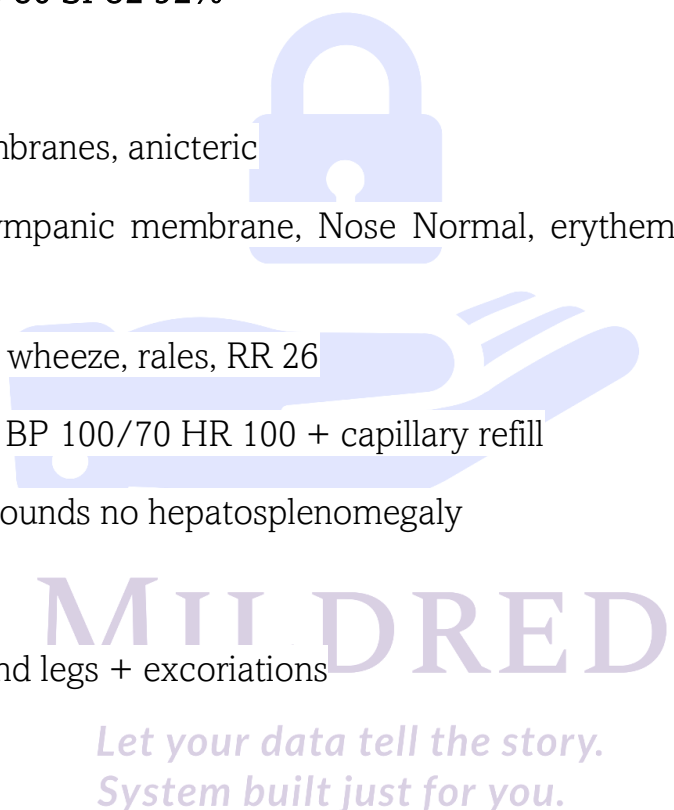 mbranes, anicteric
ympanic membrane, Nose Normal, erythem
wheeze, rales, RR 26
BP 100/70 HR 100 + capillary refill
ounds no hepatosplenomegaly
MILDRED
nd legs + excoriations
Let your data tell the story.
System built just for you.